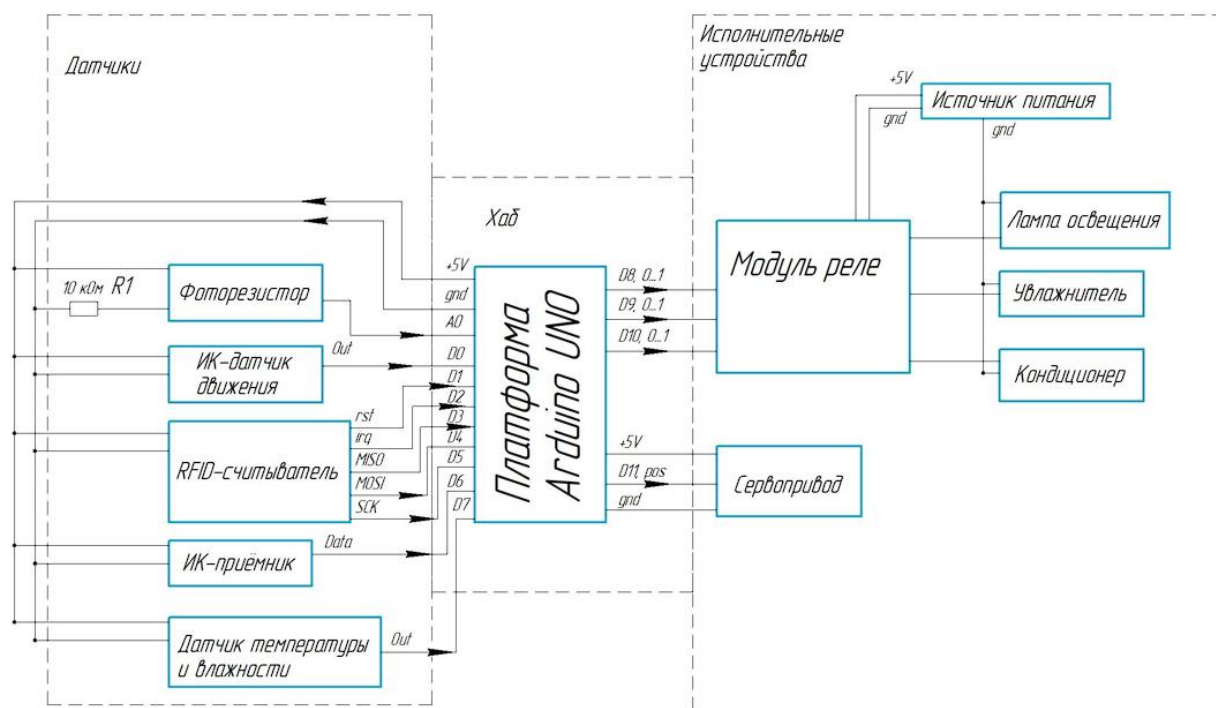 Датчики
Исполнительные
устройства
+5V
gnd
Источник питания
gnd
Хаб
Лампа освещения
Модуль реле
Увлажнитель
Кондиционер
10 кОм R1
Фоторезистор
ИК-датчик
движения
Out
RFID-считыватель
rst
irq
MISO
MOSI
SCK
ИК-приёмник
Data
Датчик температуры
и влажности
Out
+5V
gnd
A0
D0
D1
D2
D3
D4
D5
D6
D7
Платформа
Arduino UNO
D8, 0...1
D9, 0...1
D10, 0...1
+5V
D11, pos
gnd
Сервопривод